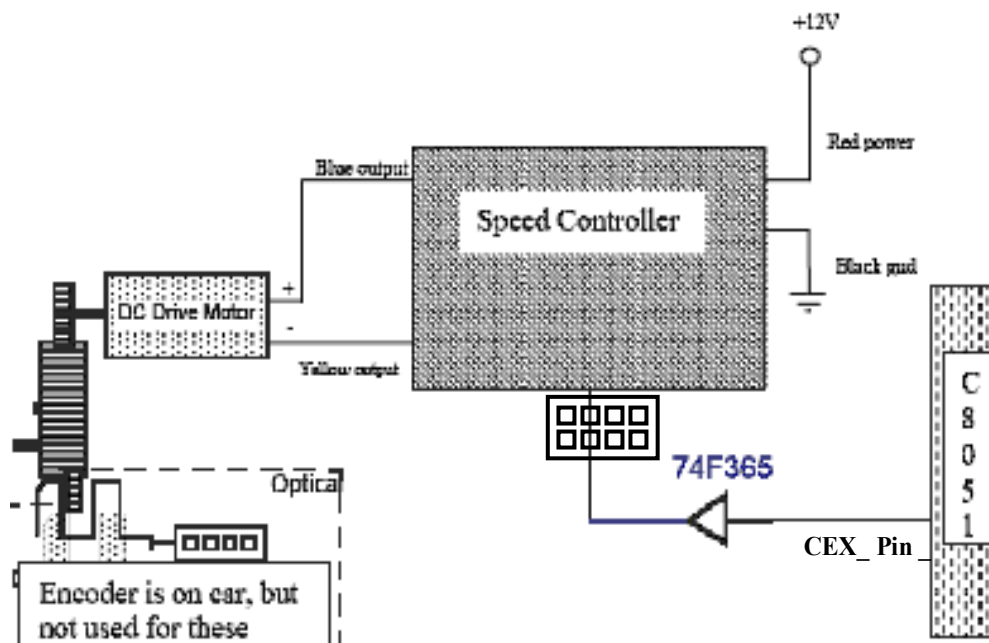 +12V
Red power
Blue output
Speed Controller
Black gnd
+
DC Drive Motor
-
Yellow output
C
8
0
5
1
74F365
Optical
CEX_ Pin _
Encoder is on car, but
not used for these